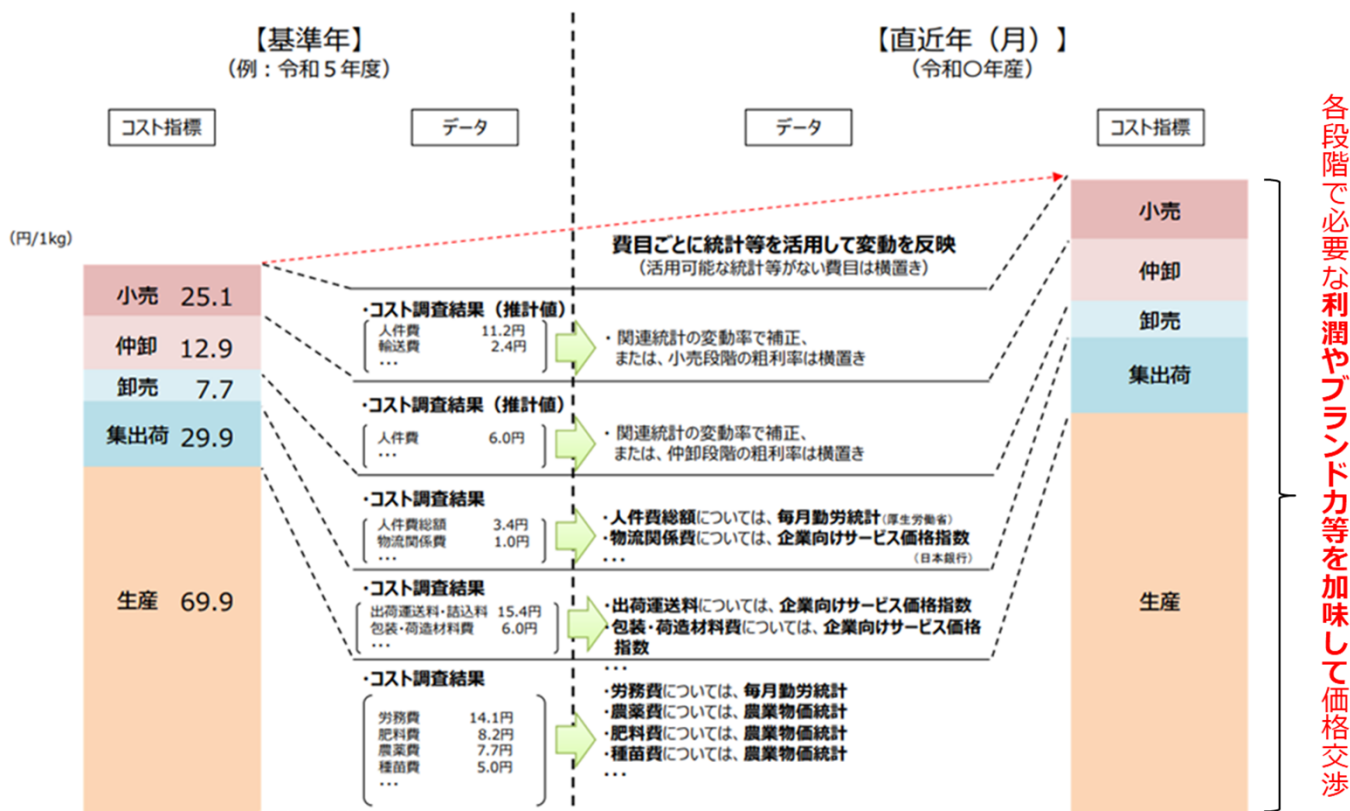 【基準年】
(例：令和５年度)
【直近年（月）】
(令和〇年産)
コスト指標
データ
データ
コスト指標
(円/1kg)
小売 25.1
仲卸 12.9
卸売 7.7
集出荷 29.9
生産 69.9
費目ごとに統計等を活用して変動を反映
(活用可能な統計等がない費目は横置き)
・コスト調査結果（推計値）
人件費 11.2円
輸送費 2.4円
…
・関連統計の変動率で補正、
または、小売段階の粗利率は横置き
・コスト調査結果（推計値）
人件費 6.0円
…
・関連統計の変動率で補正、
または、仲卸段階の粗利率は横置き
・コスト調査結果
人件費総額 3.4円
物流関係費 1.0円
…
・人件費総額については、毎月勤労統計(厚生労働省)
・物流関係費については、企業向けサービス価格指数
… (日本銀行)
・コスト調査結果
出荷運送料・詰込料 15.4円
包装・荷造材料費 6.0円
…
・出荷運送料については、企業向けサービス価格指数
・包装・荷造材料費については、企業向けサービス価格
指数
…
・コスト調査結果
労務費 14.1円
肥料費 8.2円
農薬費 7.7円
種苗費 5.0円
…
・労務費については、毎月勤労統計
・農薬費については、農業物価統計
・肥料費については、農業物価統計
・種苗費については、農業物価統計
…
小売
仲卸
卸売
集出荷
生産
各段階で必要な利潤やブランド力等を加味して価格交渉